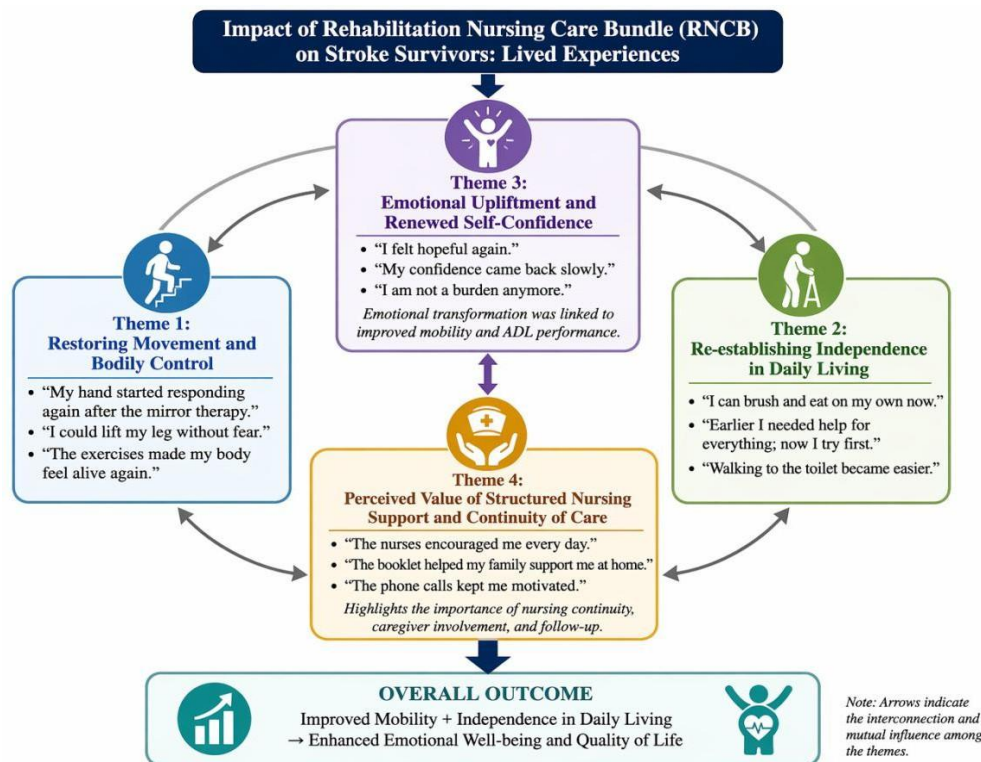 Impact of Rehabilitation Nursing Care Bundle (RNCB)
on Stroke Survivors: Lived Experiences
Theme 3:
Emotional Upliftment and
Renewed Self-Confidence
• “I felt hopeful again.”
• “My confidence came back slowly.”
• “I am not a burden anymore.”
Emotional transformation was linked to
improved mobility and ADL performance.
Theme 1:
Restoring Movement and
Bodily Control
• “My hand started responding
again after the mirror therapy.”
• “I could lift my leg without fear.”
• “The exercises made my body
feel alive again.”
Theme 2:
Re-establishing Independence
in Daily Living
• “I can brush and eat on my own now.”
• “Earlier I needed help for
everything; now I try first.”
• “Walking to the toilet became easier.”
Theme 4:
Perceived Value of Structured Nursing
Support and Continuity of Care
• “The nurses encouraged me every day.”
• “The booklet helped my family support me at home.”
• “The phone calls kept me motivated.”
Highlights the importance of nursing continuity,
caregiver involvement, and follow-up.
OVERALL OUTCOME
Improved Mobility + Independence in Daily Living
→ Enhanced Emotional Well-being and Quality of Life
Note: Arrows indicate
the interconnection and
mutual influence among
the themes.